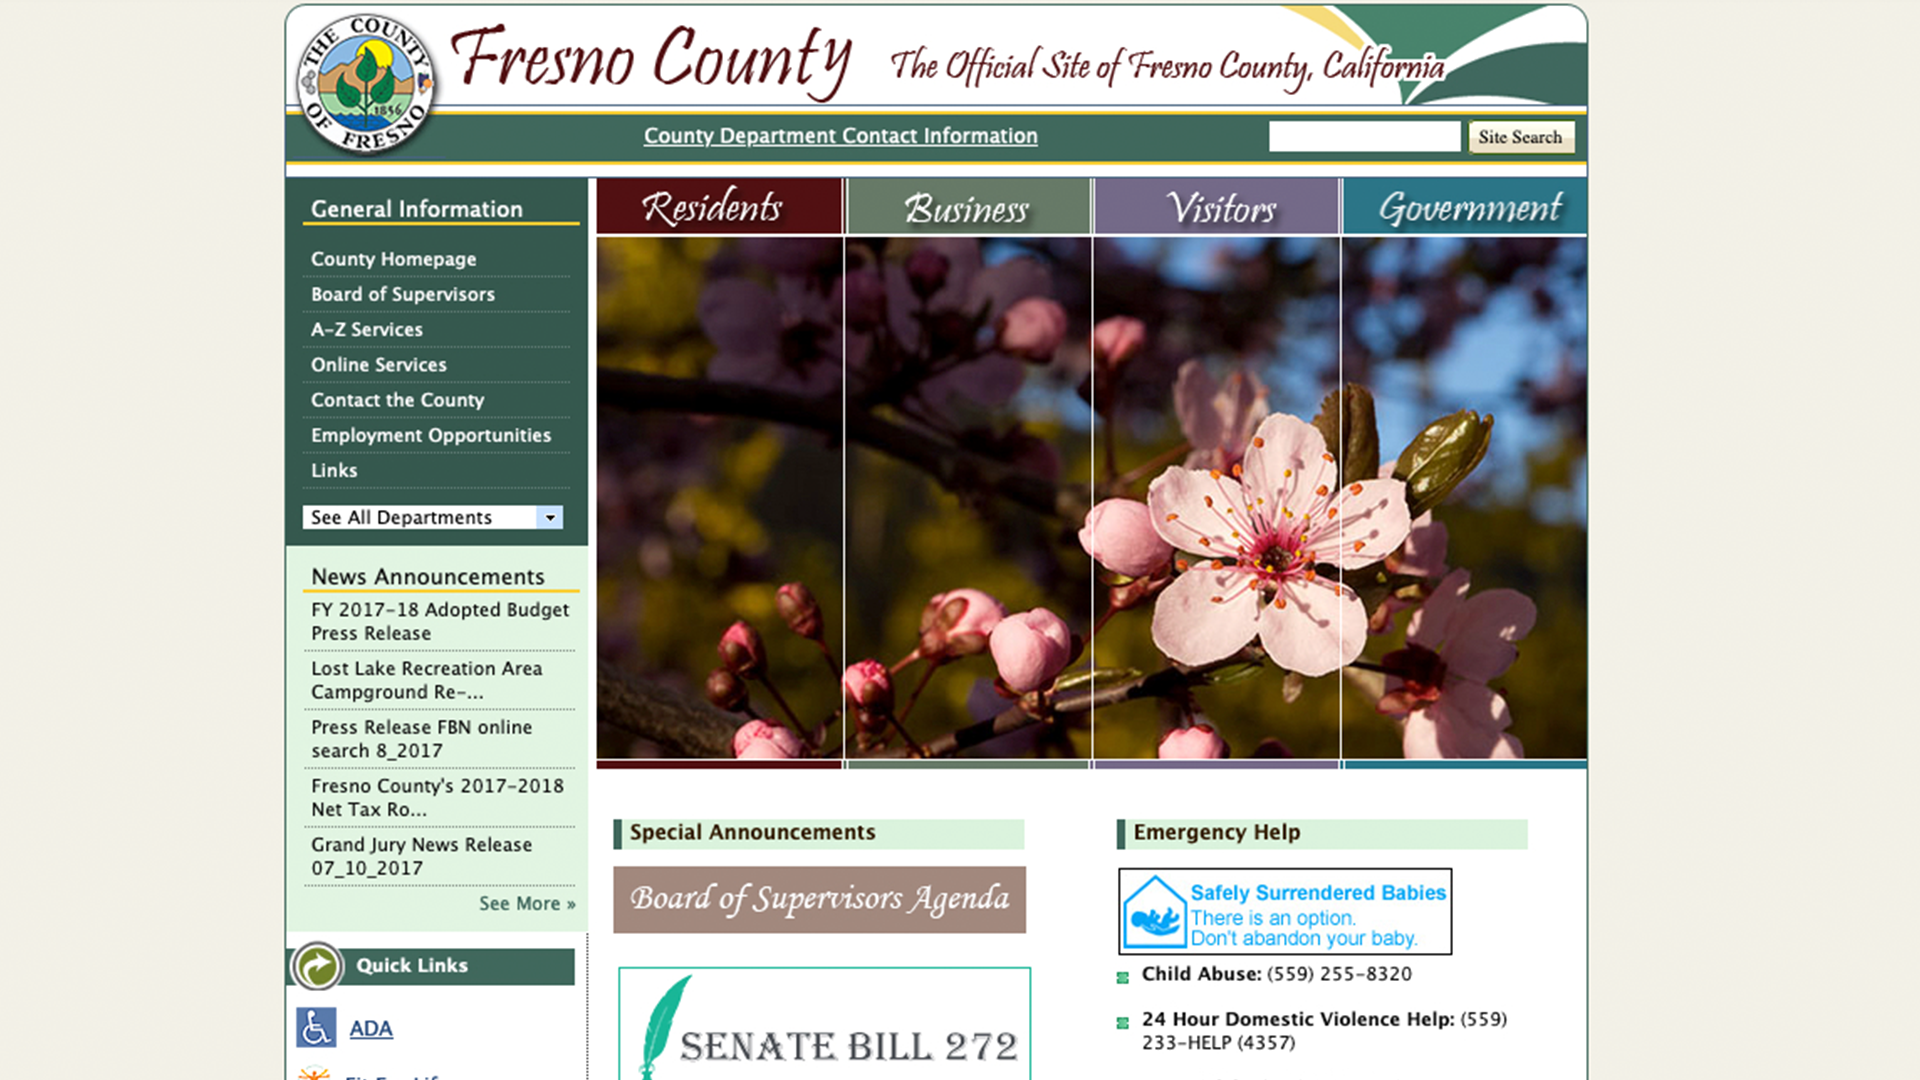 THE COUNTY
OF FRESNO
1856
Fresno County
The Official Site of Fresno County, California
County Department Contact Information
Site Search
General Information
County Homepage
Board of Supervisors
A-Z Services
Online Services
Contact the County
Employment Opportunities
Links
See All Departments
News Announcements
FY 2017-18 Adopted Budget
Press Release
Lost Lake Recreation Area
Campground Re-...
Press Release FBN online
search 8_2017
Fresno County's 2017-2018
Net Tax Ro...
Grand Jury News Release
07_10_2017
See More »
Quick Links
ADA
Residents
Business
Visitors
Government
Special Announcements
Board of Supervisors Agenda
SENATE BILL 272
Emergency Help
Safely Surrendered Babies
There is an option.
Don't abandon your baby.
Child Abuse: (559) 255-8320
24 Hour Domestic Violence Help: (559)
233-HELP (4357)